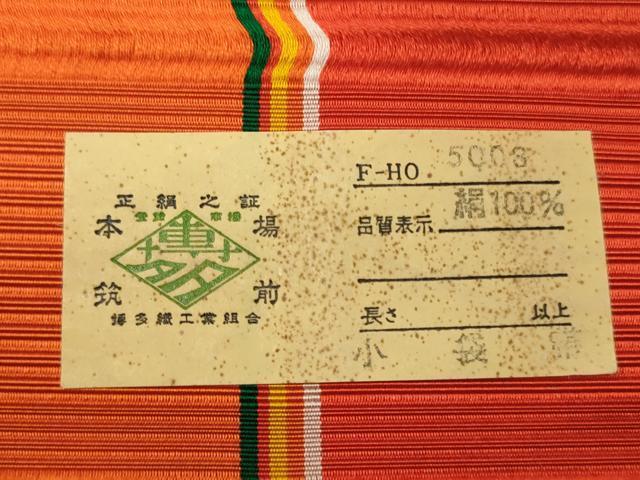 正絹之証
登録 商標
本 場
筑 前
博多織工業組合
F-HO 5003
品質表示 絹100%
長さ 以上
小 袋 帯